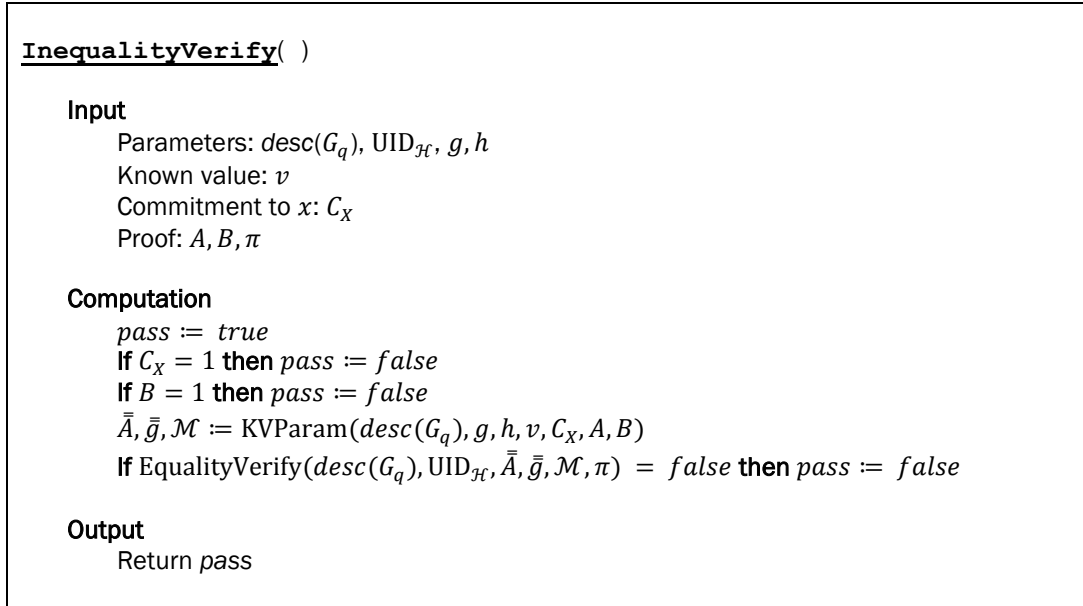 InequalityVerify( )
Input
Parameters: desc(G_q), UID_ℋ, g, h
Known value: v
Commitment to x: C_X
Proof: A, B, π
Computation
pass ≔ true
If C_X = 1 then pass ≔ false
If B = 1 then pass ≔ false
A̿, g̿, ℳ ≔ KVParam(desc(G_q), g, h, v, C_X, A, B)
If EqualityVerify(desc(G_q), UID_ℋ, A̿, g̿, ℳ, π) = false then pass ≔ false
Output
Return pass